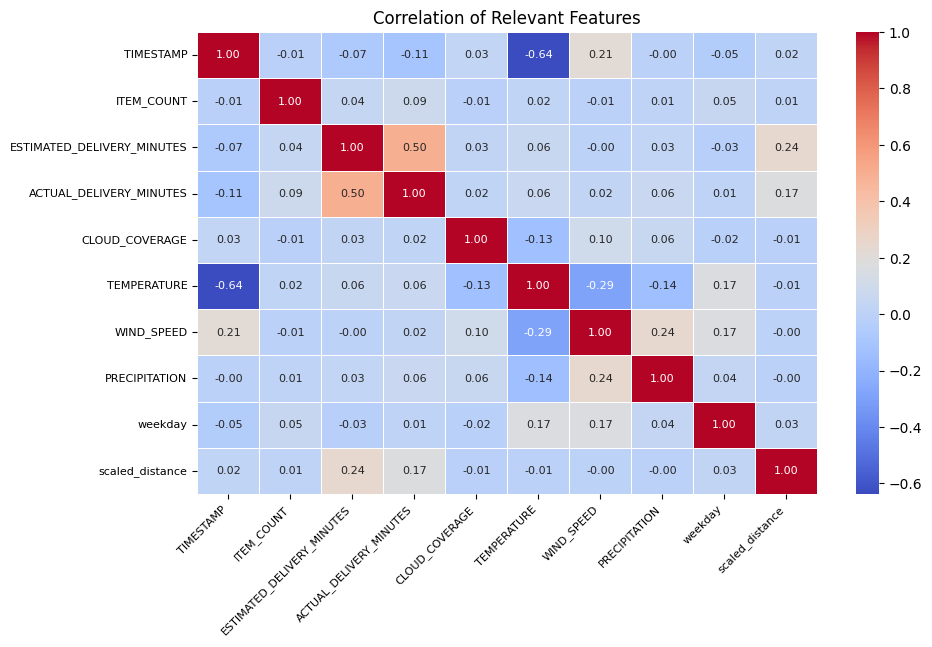 Correlation of Relevant Features
TIMESTAMP 1.00 -0.01 -0.07 -0.11 0.03 -0.64 0.21 -0.00 -0.05 0.02
ITEM_COUNT -0.01 1.00 0.04 0.09 -0.01 0.02 -0.01 0.01 0.05 0.01
ESTIMATED_DELIVERY_MINUTES -0.07 0.04 1.00 0.50 0.03 0.06 -0.00 0.03 -0.03 0.24
ACTUAL_DELIVERY_MINUTES -0.11 0.09 0.50 1.00 0.02 0.06 0.02 0.06 0.01 0.17
CLOUD_COVERAGE 0.03 -0.01 0.03 0.02 1.00 -0.13 0.10 0.06 -0.02 -0.01
TEMPERATURE -0.64 0.02 0.06 0.06 -0.13 1.00 -0.29 -0.14 0.17 -0.01
WIND_SPEED 0.21 -0.01 -0.00 0.02 0.10 -0.29 1.00 0.24 0.17 -0.00
PRECIPITATION -0.00 0.01 0.03 0.06 0.06 -0.14 0.24 1.00 0.04 -0.00
weekday -0.05 0.05 -0.03 0.01 -0.02 0.17 0.17 0.04 1.00 0.03
scaled_distance 0.02 0.01 0.24 0.17 -0.01 -0.01 -0.00 -0.00 0.03 1.00
TIMESTAMP
ITEM_COUNT
ESTIMATED_DELIVERY_MINUTES
ACTUAL_DELIVERY_MINUTES
CLOUD_COVERAGE
TEMPERATURE
WIND_SPEED
PRECIPITATION
weekday
scaled_distance
1.0
0.8
0.6
0.4
0.2
0.0
−0.2
−0.4
−0.6